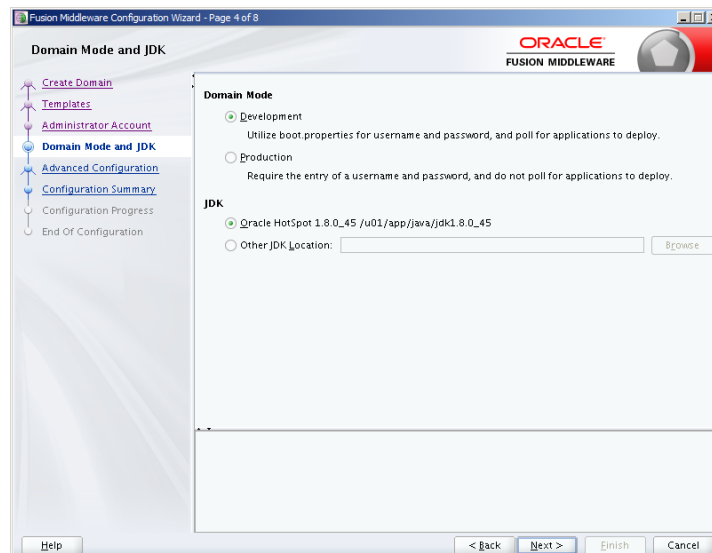 Fusion Middleware Configuration Wizard - Page 4 of 8
Domain Mode and JDK
ORACLE
FUSION MIDDLEWARE
Create Domain
Templates
Administrator Account
Domain Mode and JDK
Advanced Configuration
Configuration Summary
Configuration Progress
End Of Configuration
Domain Mode
Development
Utilize boot.properties for username and password, and poll for applications to deploy.
Production
Require the entry of a username and password, and do not poll for applications to deploy.
JDK
Oracle HotSpot 1.8.0_45 /u01/app/java/jdk1.8.0_45
Other JDK Location:
Browse
Help
< Back
Next >
Finish
Cancel